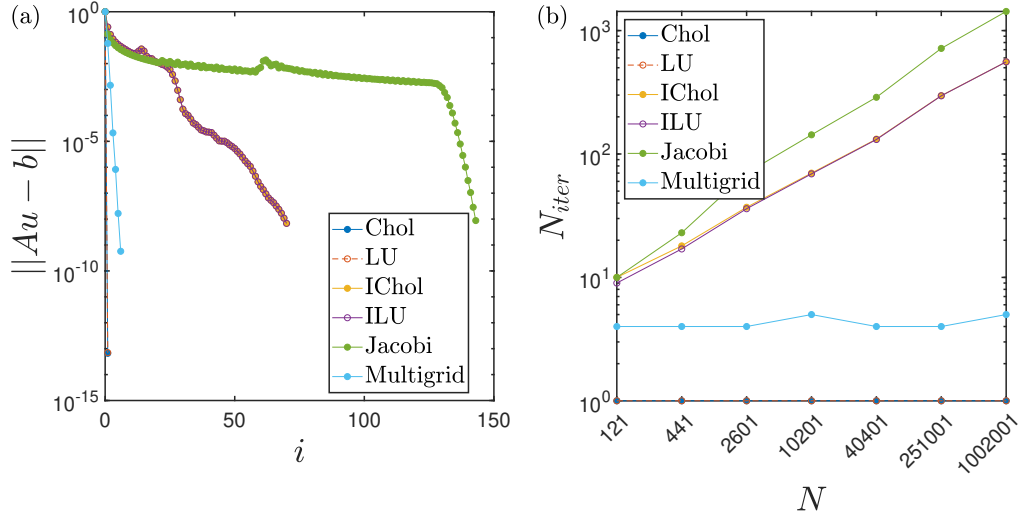 (a)
10^0
10^-5
10^-10
10^-15
||Au − b||
0 50 100 150
i
Chol
LU
IChol
ILU
Jacobi
Multigrid
(b)
10^3
10^2
10^1
10^0
N_iter
121 441 2601 10201 40401 251001 1002001
N
Chol
LU
IChol
ILU
Jacobi
Multigrid